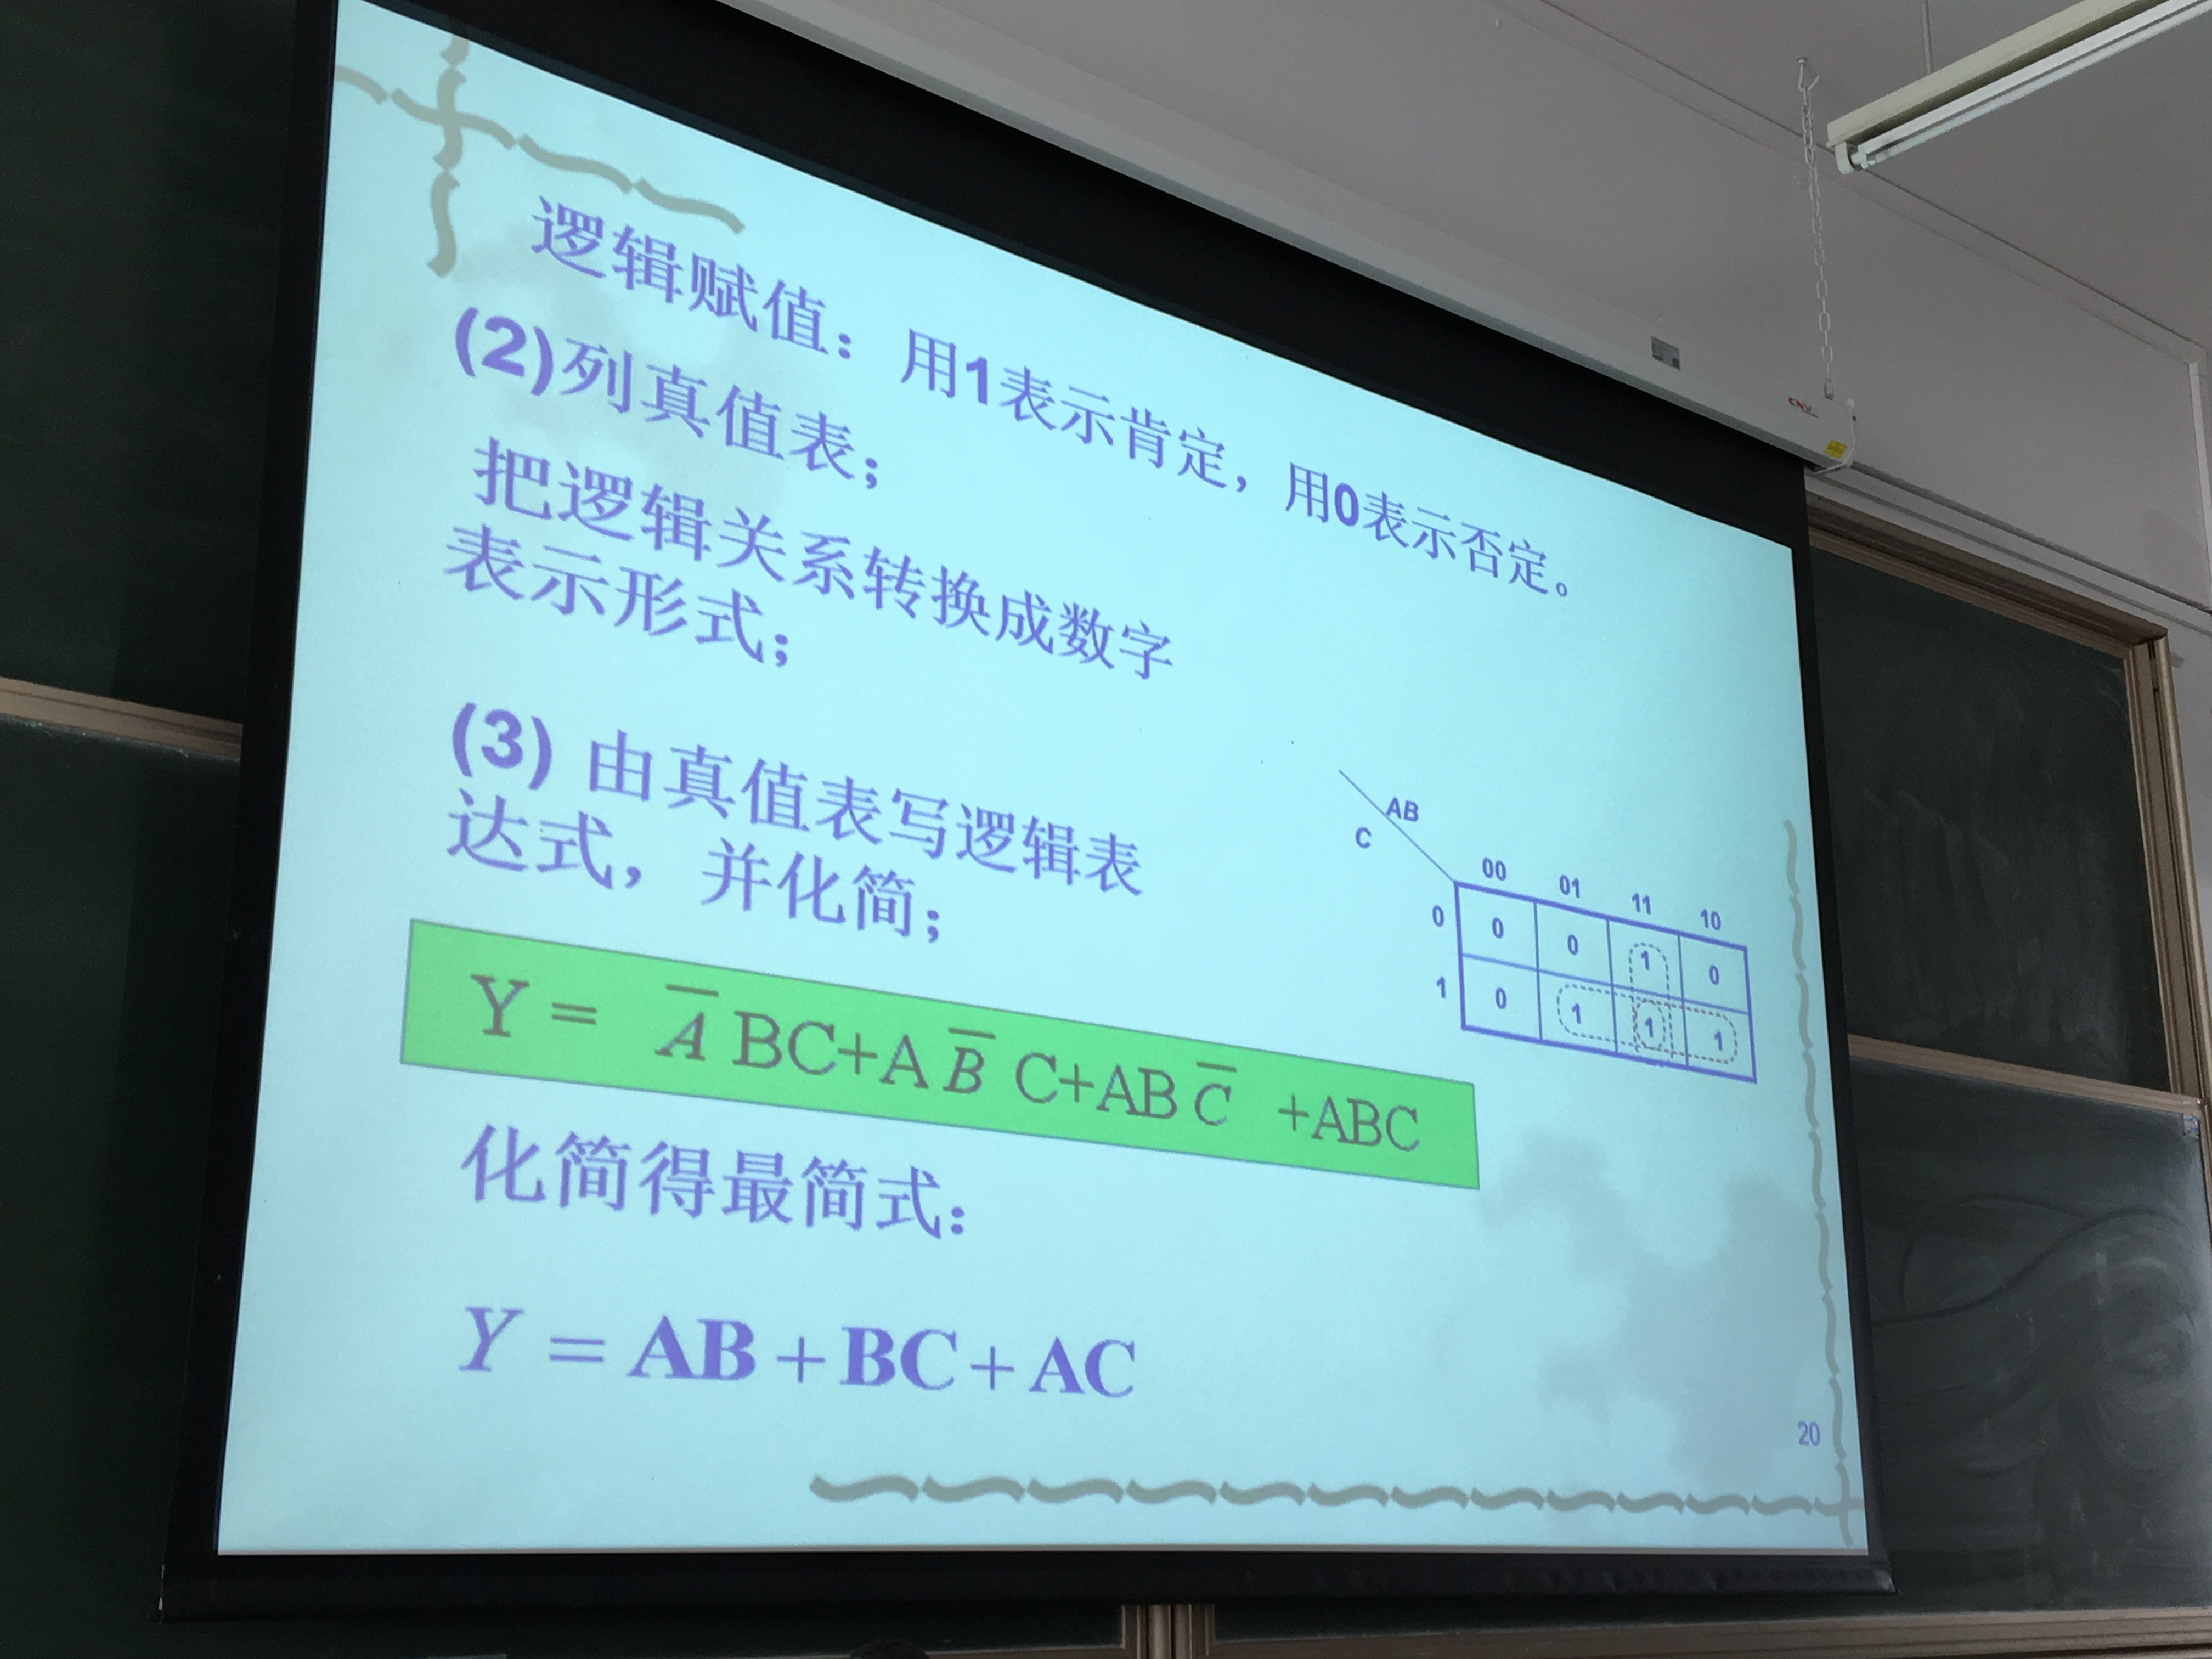 逻辑赋值：用1表示肯定，用0表示否定。
(2)列真值表；
把逻辑关系转换成数字
表示形式；
(3) 由真值表写逻辑表
达式，并化简；
AB
C
00 01 11 10
0 0 0 1 0
1 0 1 1 1
Y = A̅BC+AB̅C+ABC̅ +ABC
化简得最简式：
Y = AB + BC + AC
20